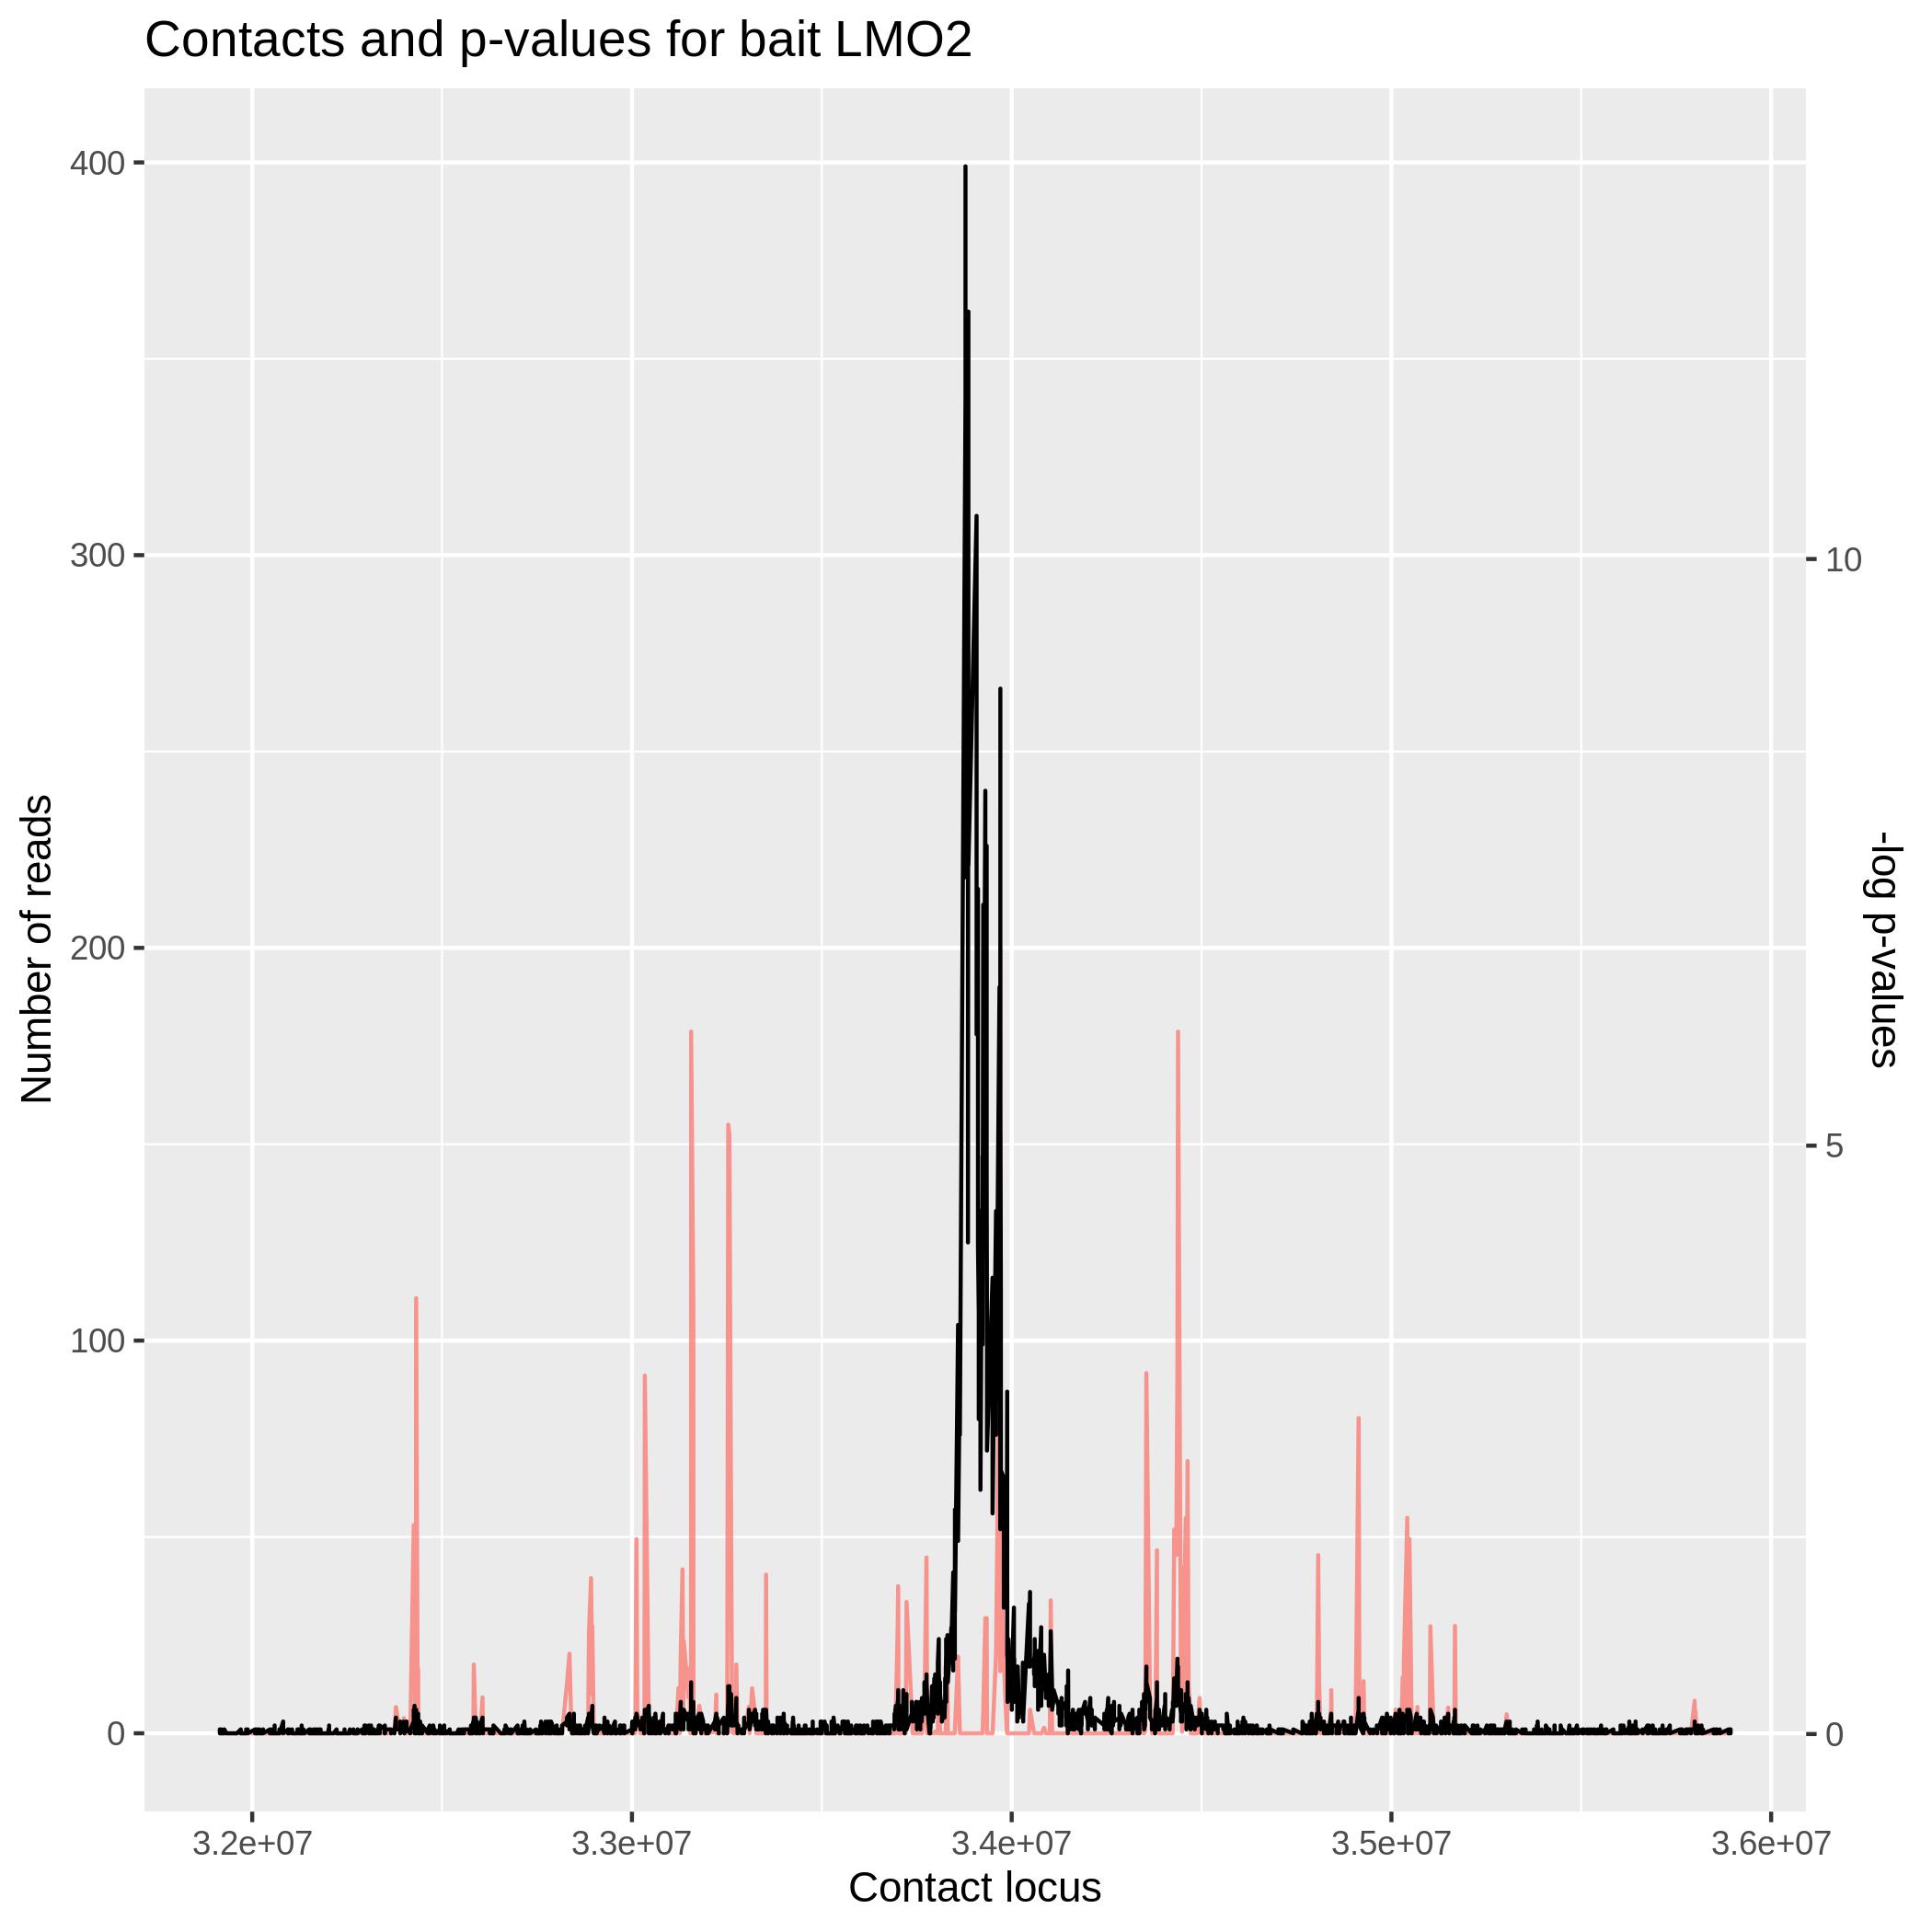 Contacts and p-values for bait LMO2
400
300
200
100
0
Number of reads
10
5
0
-log p-values
3.2e+07
3.3e+07
3.4e+07
3.5e+07
3.6e+07
Contact locus